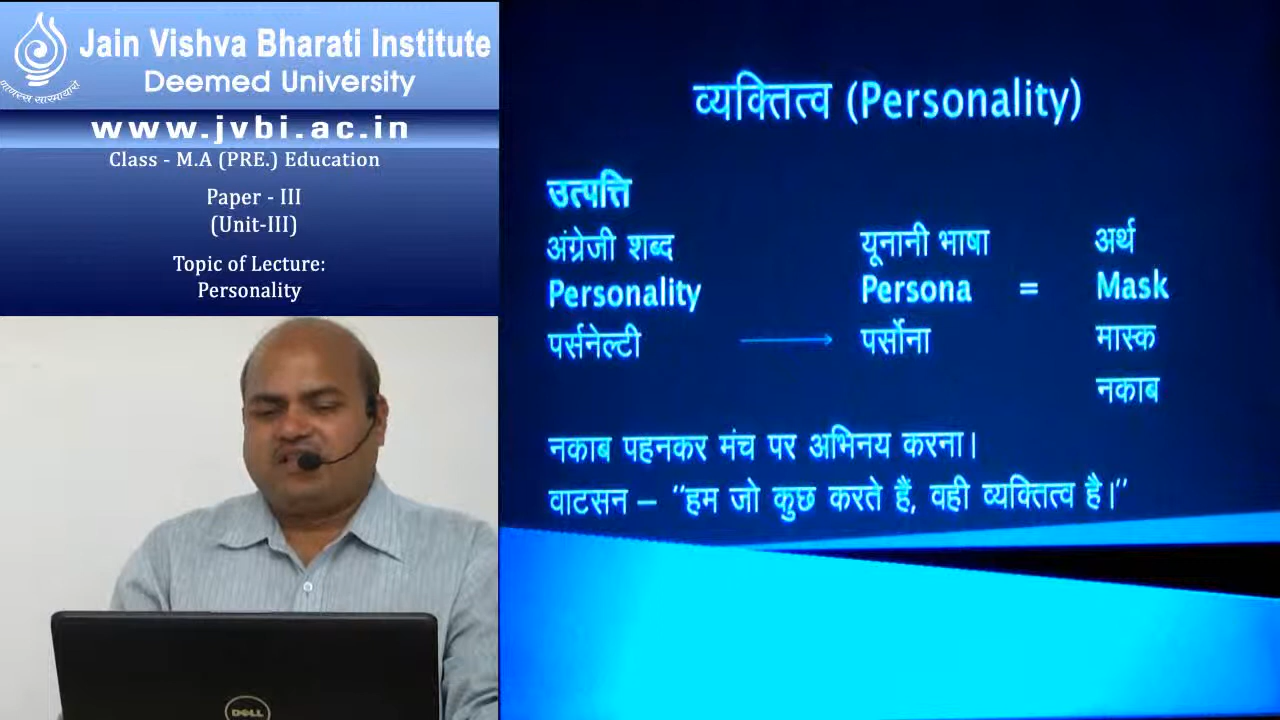 Jain Vishva Bharati Institute
Deemed University
www.jvbi.ac.in
Class - M.A (PRE.) Education
Paper - III
(Unit-III)
Topic of Lecture:
Personality
व्यक्तित्व (Personality)
उत्पत्ति
अंग्रेजी शब्द यूनानी भाषा अर्थ
Personality Persona = Mask
पर्सनेल्टी पर्सोना मास्क
नकाब
नकाब पहनकर मंच पर अभिनय करना।
वाटसन – "हम जो कुछ करते हैं, वही व्यक्तित्व है।"
DELL